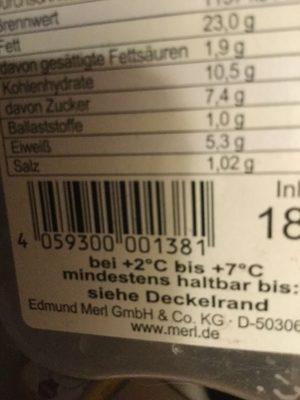 Brennwert
Fett 23,0 g
davon gesättigte Fettsäuren 1,9 g
Kohlenhydrate 10,5 g
davon Zucker 7,4 g
Ballaststoffe 1,0 g
Eiweiß 5,3 g
Salz 1,02 g
18
4 059300 001381
bei +2°C bis +7°C
mindestens haltbar bis:
siehe Deckelrand
Edmund Merl GmbH & Co. KG · D-50306
www.merl.de